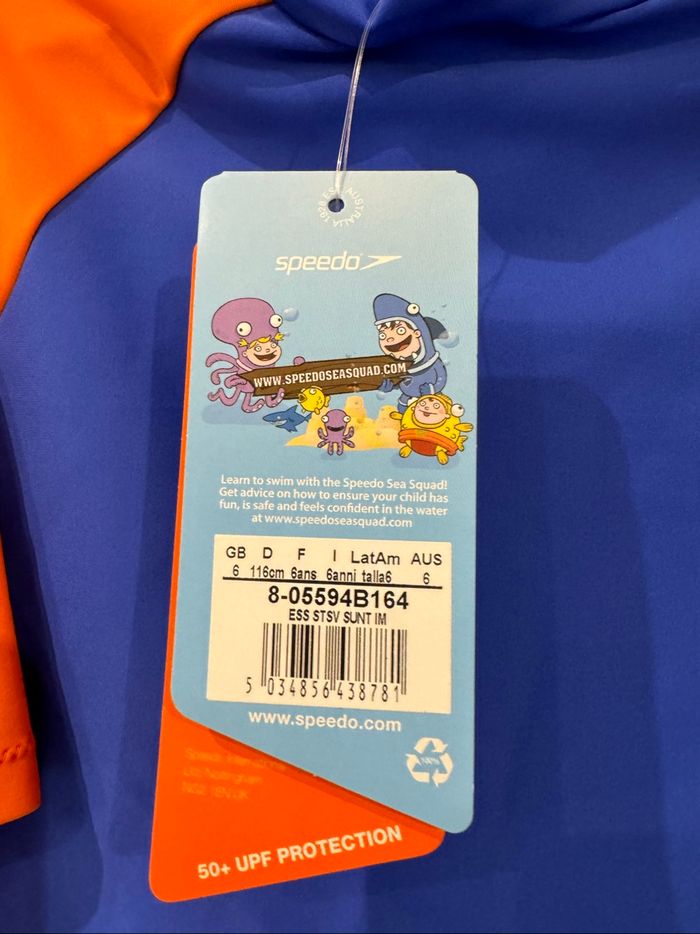 speedo
WWW.SPEEDOSEASQUAD.COM
Learn to swim with the Speedo Sea Squad!
Get advice on how to ensure your child has
fun, is safe and feels confident in the water
at www.speedoseasquad.com
GB D F I LatAm AUS
6 116cm 6ans 6anni talla6 6
8-05594B164
ESS STSV SUNT IM
5 034856 438781
www.speedo.com
100%
50+ UPF PROTECTION